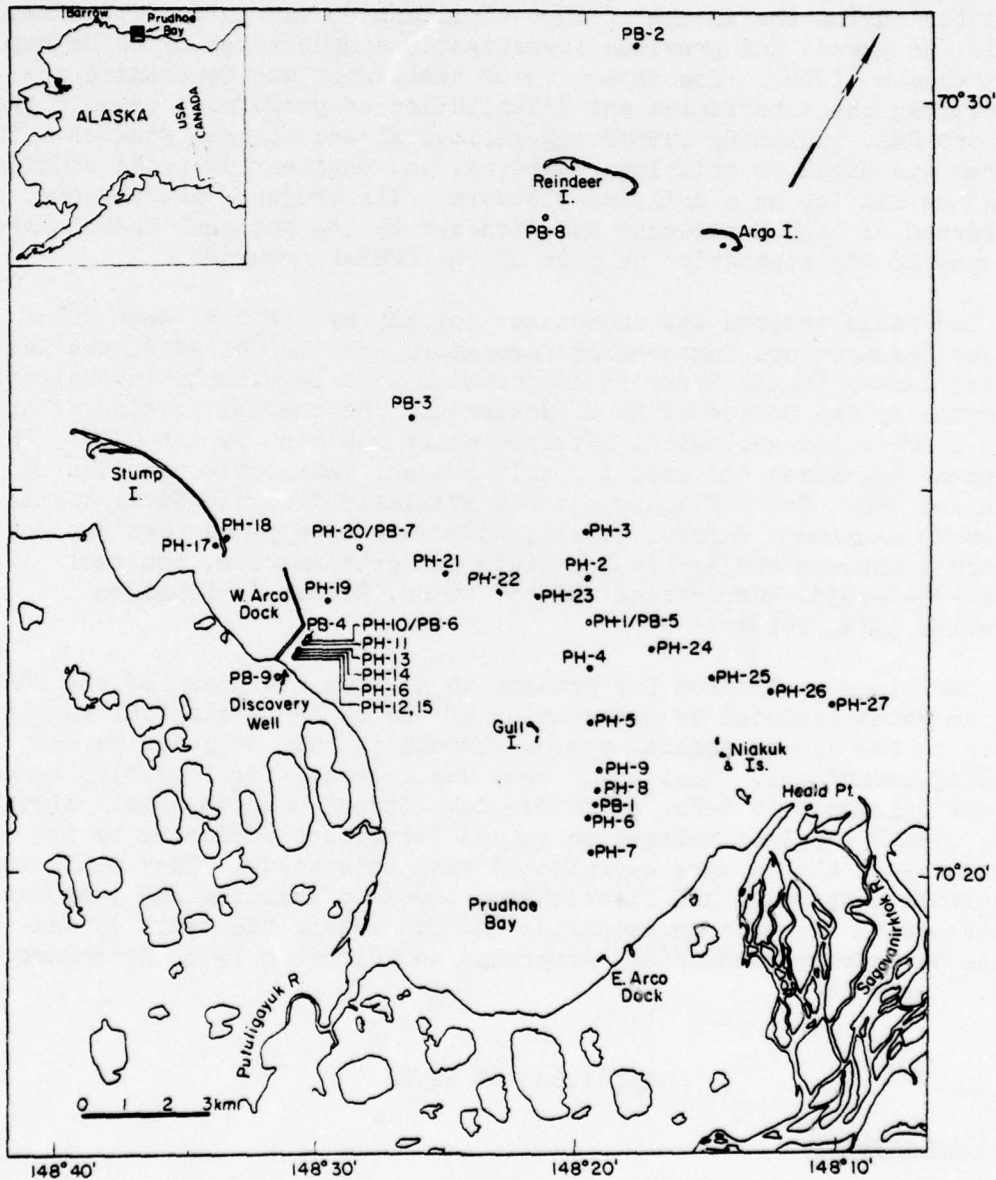 Barrow
Prudhoe
Bay
ALASKA
USA
CANADA
PB-2
70°30'
Reindeer
I.
PB-8
Argo I.
PB-3
Stump
I.
PH-18
PH-17
PH-20/PB-7
PH-3
PH-21
PH-2
PH-22
PH-19
PH-23
W. Arco
Dock
PB-4
PH-10/PB-6
PH-1/PB-5
PH-11
PH-24
PH-13
PH-4
PH-14
PB-9
PH-25
PH-16
PH-26
PH-12,15
PH-27
Discovery
Well
Gull
I.
PH-5
Niakuk
Is.
PH-9
PH-8
Heald Pt.
PB-1
PH-6
PH-7
70°20'
Prudhoe
Bay
Sagavanirktok R.
E. Arco
Dock
Putuligayuk R.
0 1 2 3km
148°40'
148°30'
148°20'
148°10'